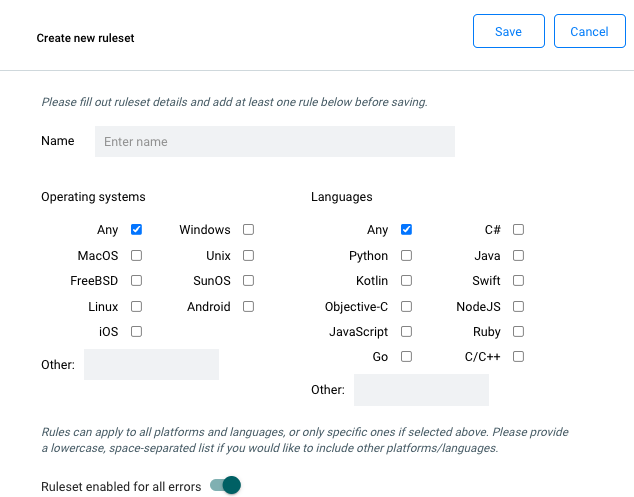 Create new ruleset
Save
Cancel
Please fill out ruleset details and add at least one rule below before saving.
Name
Enter name
Operating systems
Any
Windows
MacOS
Unix
FreeBSD
SunOS
Linux
Android
iOS
Other:
Languages
Any
C#
Python
Java
Kotlin
Swift
Objective-C
NodeJS
JavaScript
Ruby
Go
C/C++
Other:
Rules can apply to all platforms and languages, or only specific ones if selected above. Please provide
a lowercase, space-separated list if you would like to include other platforms/languages.
Ruleset enabled for all errors